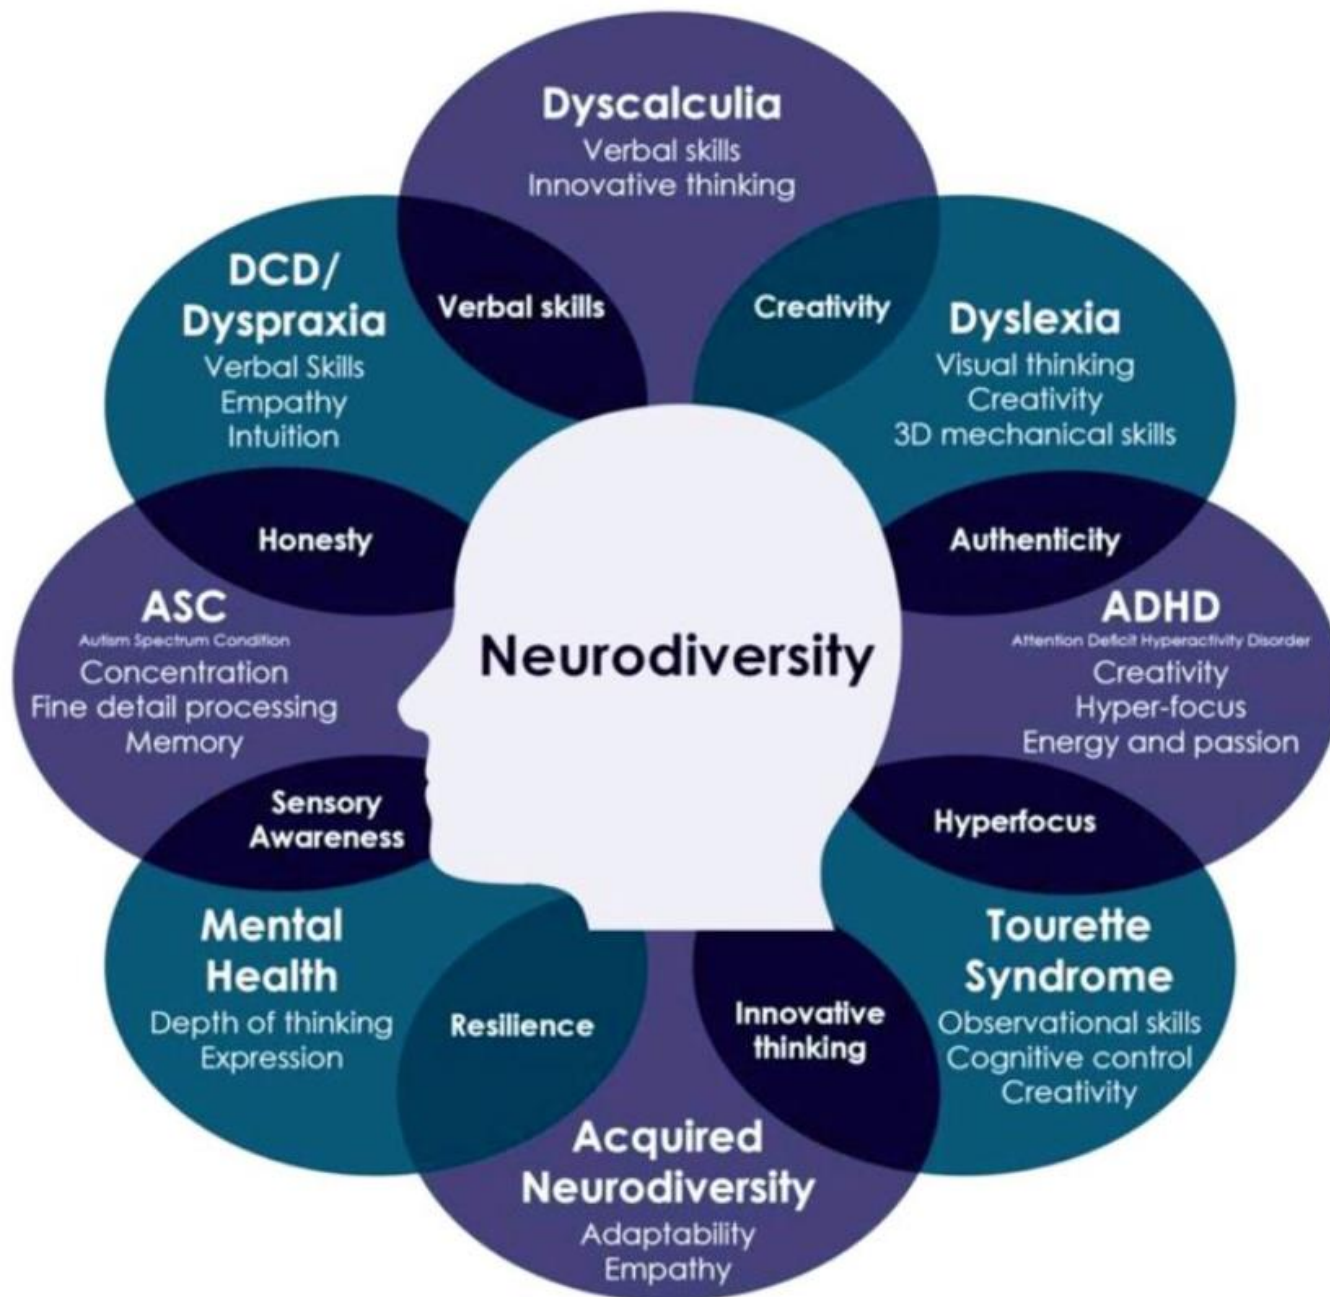 Dyscalculia
Verbal skills
Innovative thinking
Verbal skills
Creativity
DCD/
Dyspraxia
Verbal Skills
Empathy
Intuition
Dyslexia
Visual thinking
Creativity
3D mechanical skills
Honesty
Authenticity
ASC
Autism Spectrum Condition
Concentration
Fine detail processing
Memory
Neurodiversity
ADHD
Attention Deficit Hyperactivity Disorder
Creativity
Hyper-focus
Energy and passion
Sensory
Awareness
Hyperfocus
Mental
Health
Depth of thinking
Expression
Resilience
Innovative
thinking
Tourette
Syndrome
Observational skills
Cognitive control
Creativity
Acquired
Neurodiversity
Adaptability
Empathy